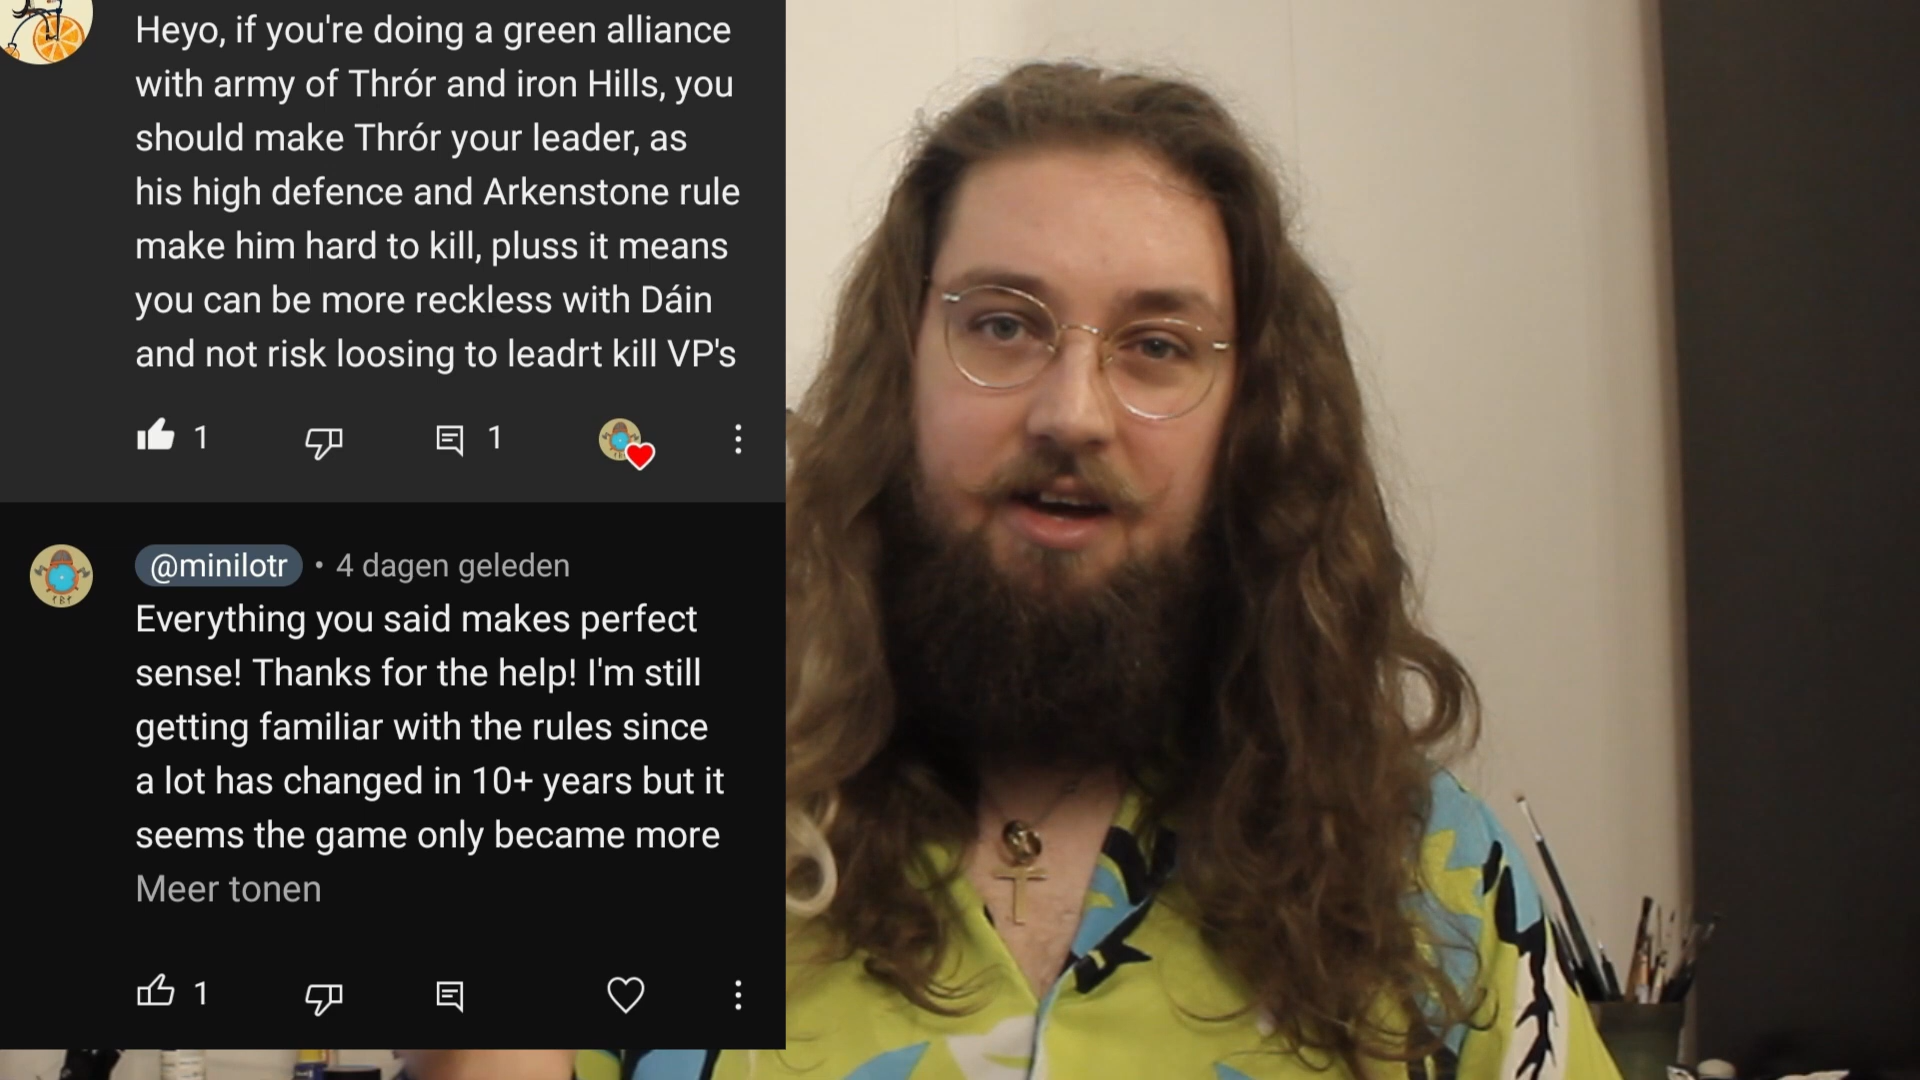 Heyo, if you're doing a green alliance
with army of Thrór and iron Hills, you
should make Thrór your leader, as
his high defence and Arkenstone rule
make him hard to kill, pluss it means
you can be more reckless with Dáin
and not risk loosing to leadrt kill VP's
1
1
@minilotr • 4 dagen geleden
Everything you said makes perfect
sense! Thanks for the help! I'm still
getting familiar with the rules since
a lot has changed in 10+ years but it
seems the game only became more
Meer tonen
1